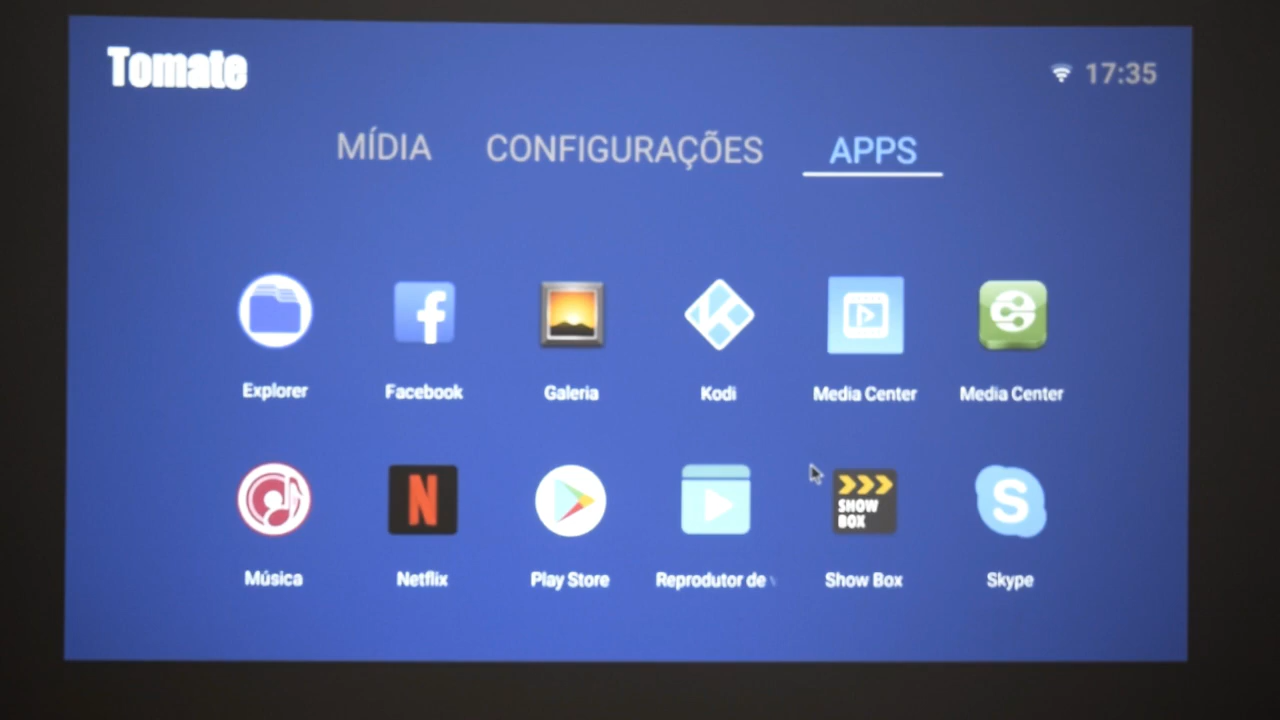 Tomate
17:35
MÍDIA CONFIGURAÇÕES APPS
Explorer Facebook Galeria Kodi Media Center Media Center
SHOW
BOX
Música Netflix Play Store Reprodutor de Show Box Skype